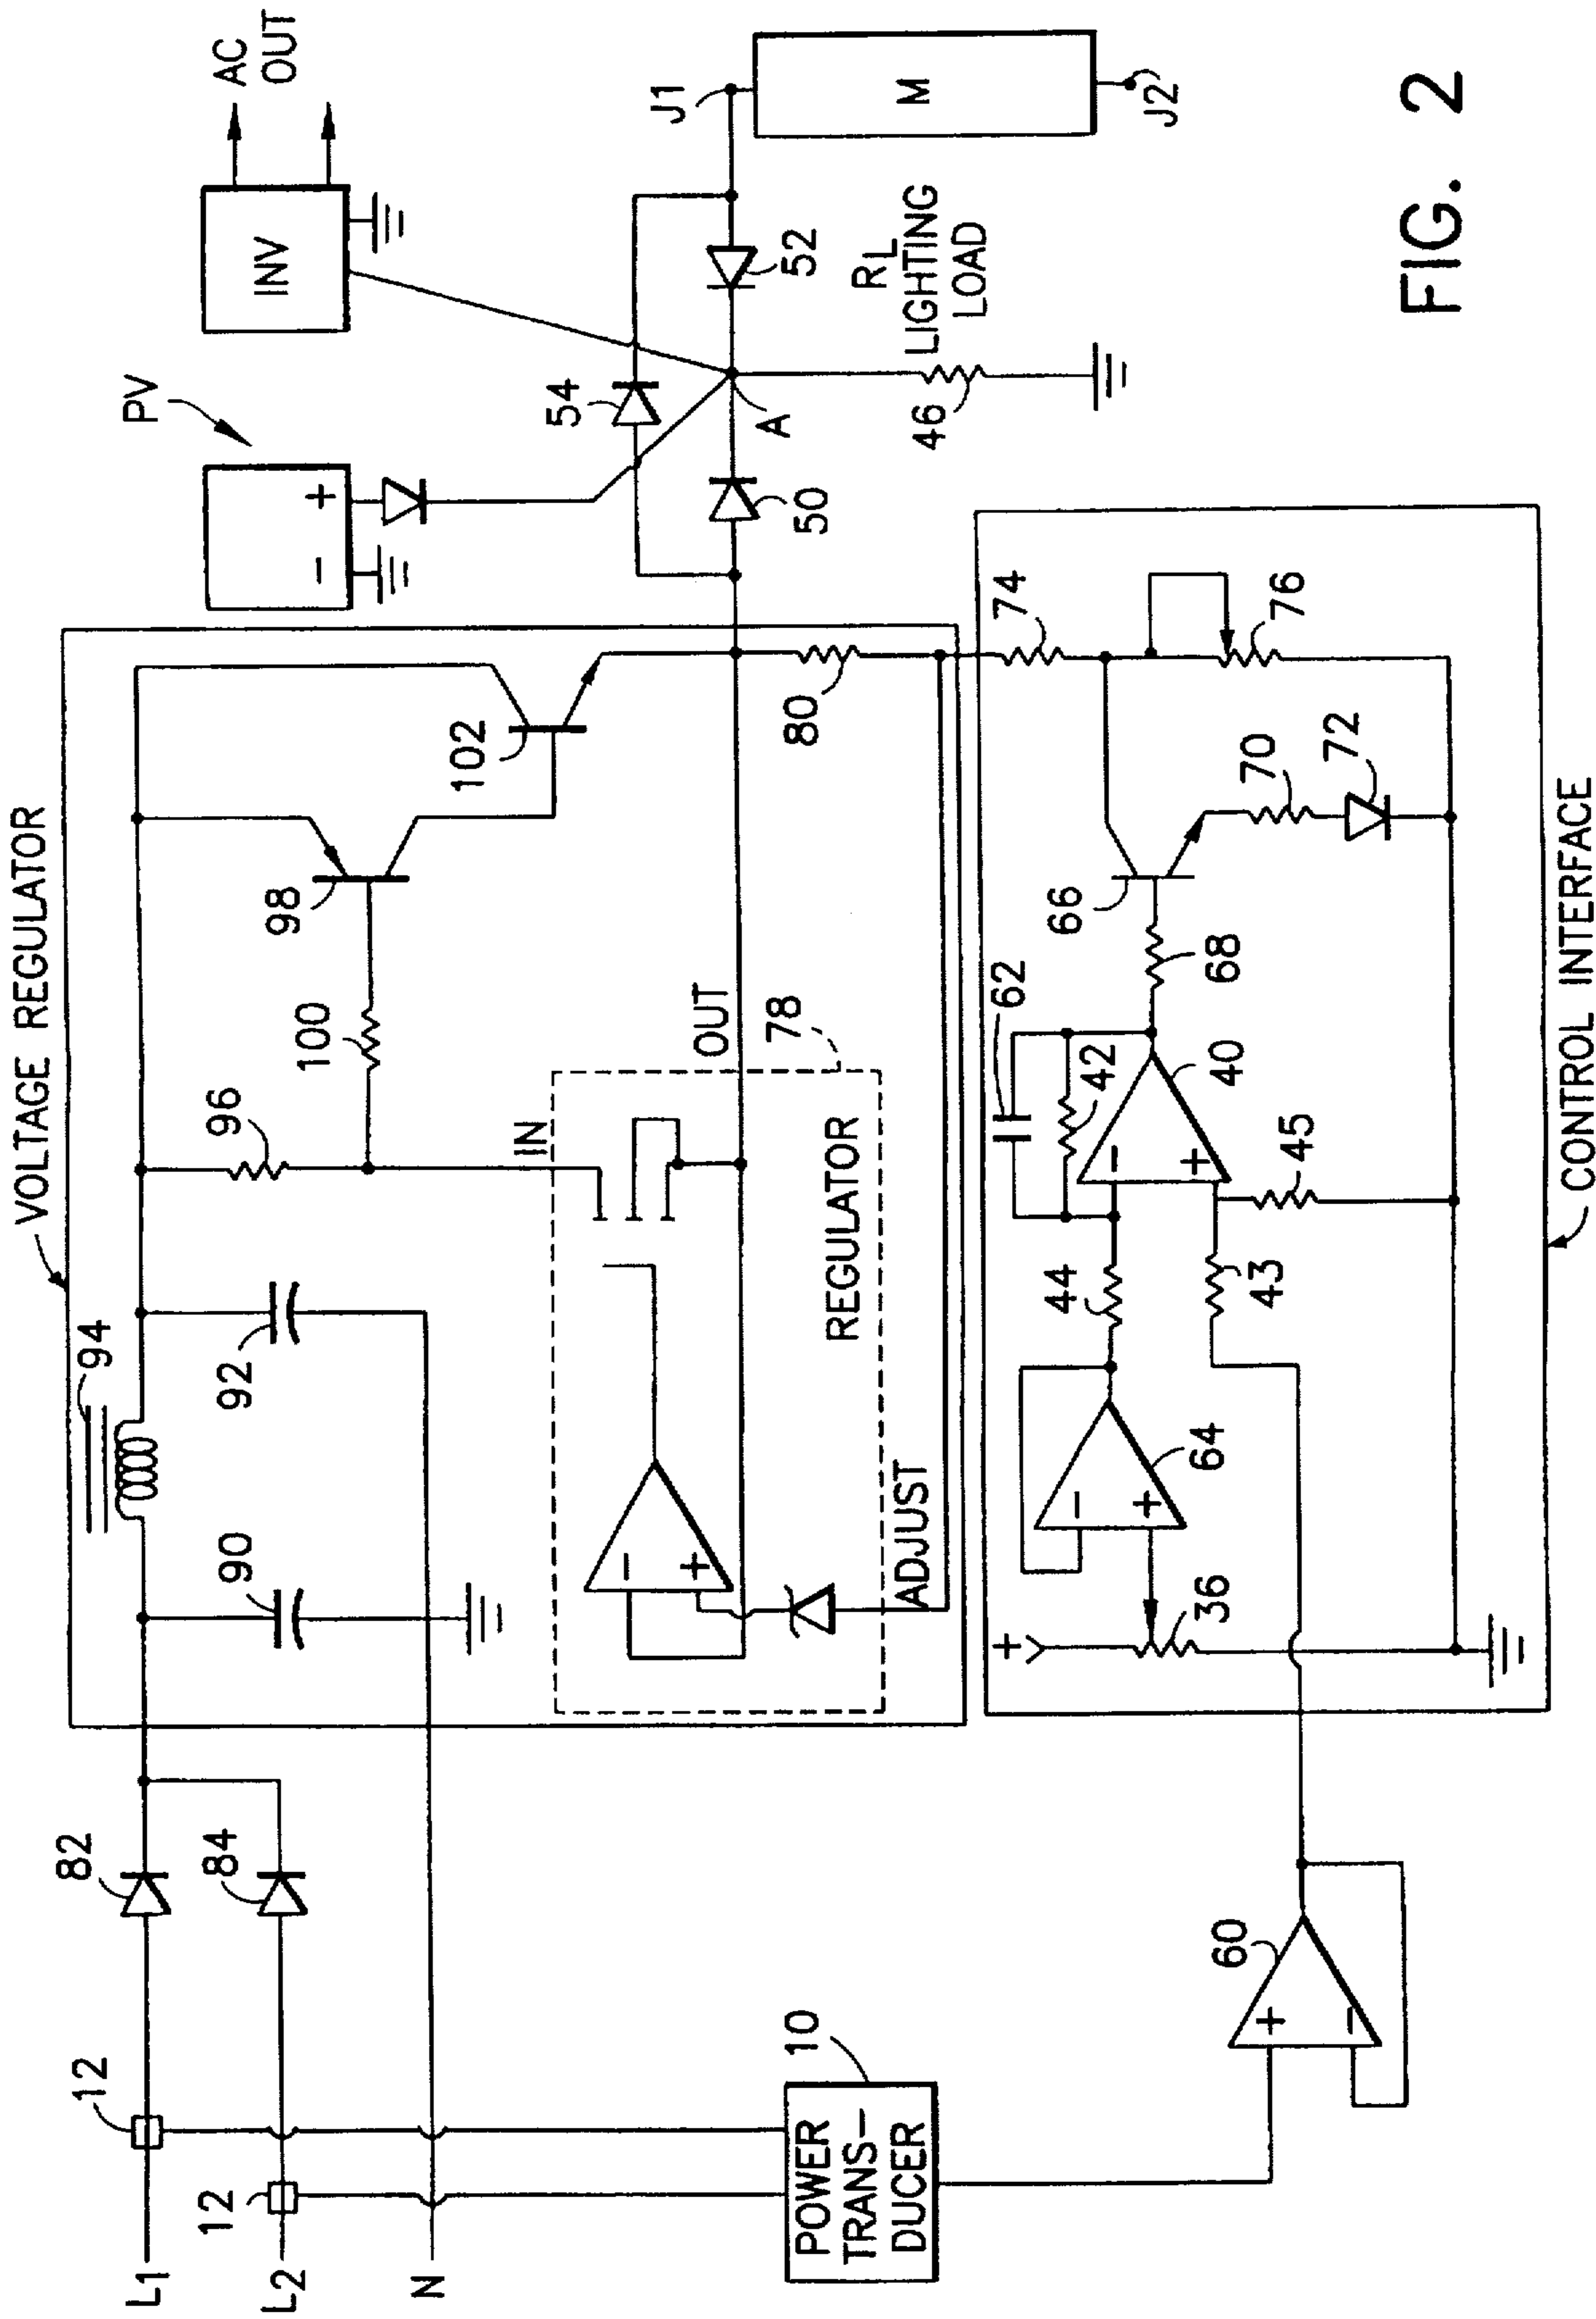 VOLTAGE REGULATOR
L1
L2
N
12
12
82
84
90
94
92
96
100
98
102
IN
OUT
78
REGULATOR
ADJUST
80
PV
-
+
INV
AC
OUT
54
50
52
A
46
RL
LIGHTING
LOAD
J1
M
J2
POWER
TRANS-
DUCER
10
60
+
-
+
36
64
-
+
44
43
62
42
40
-
+
45
68
66
70
72
74
76
-
+
CONTROL INTERFACE
FIG. 2